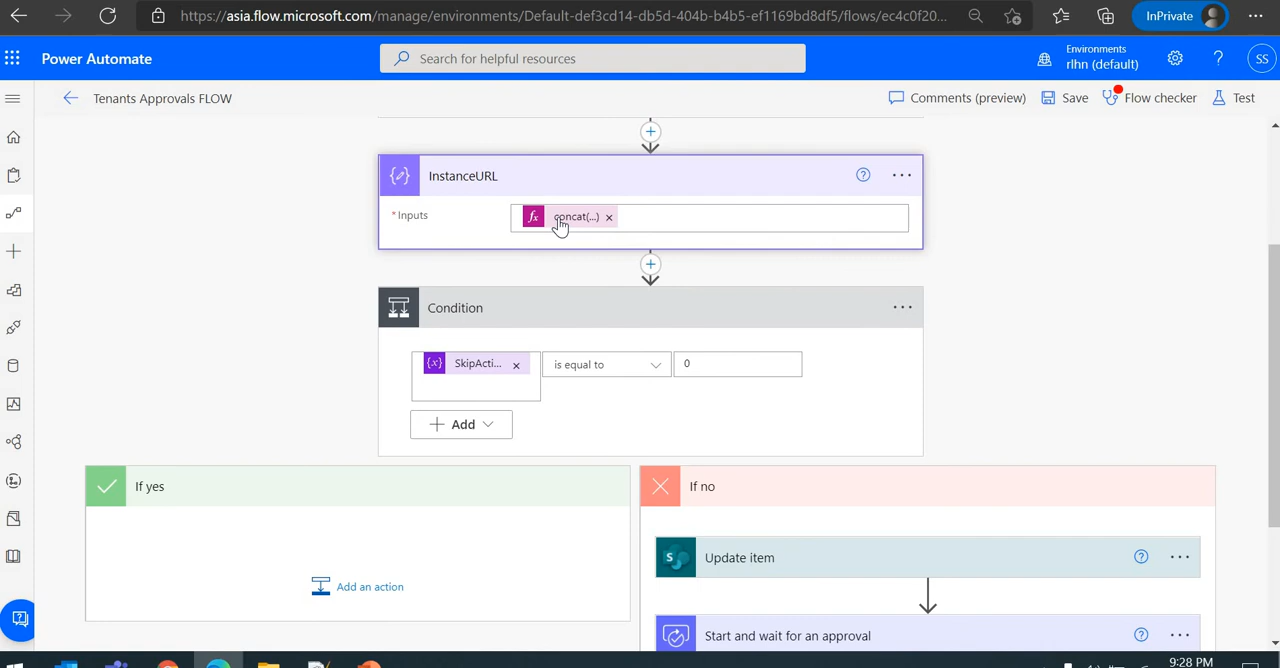 https://asia.flow.microsoft.com/manage/environments/Default-def3cd14-db5d-404b-b4b5-ef1169bd8df5/flows/ec4c0f20...
InPrivate
Power Automate
Search for helpful resources
Environments
rlhn (default)
SS
Tenants Approvals FLOW
Comments (preview)
Save
Flow checker
Test
InstanceURL
* Inputs
fx concat(...) ×
Condition
{x} SkipActi... ×
is equal to
0
Add
If yes
If no
Update item
Add an action
Start and wait for an approval
9:28 PM